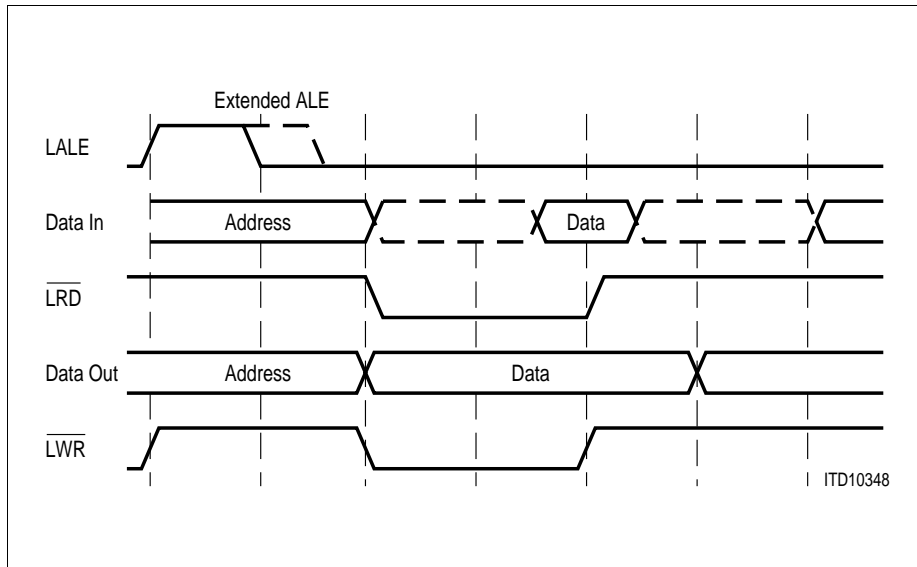 Extended ALE
LALE
Data In
Address
Data
LRD
Data Out
Address
Data
LWR
ITD10348